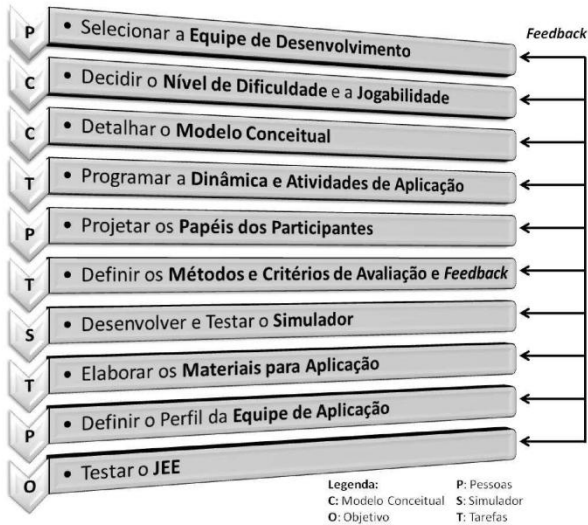 Feedback
P • Selecionar a Equipe de Desenvolvimento
C • Decidir o Nível de Dificuldade e a Jogabilidade
C • Detalhar o Modelo Conceitual
T • Programar a Dinâmica e Atividades de Aplicação
P • Projetar os Papéis dos Participantes
T • Definir os Métodos e Critérios de Avaliação e Feedback
S • Desenvolver e Testar o Simulador
T • Elaborar os Materiais para Aplicação
P • Definir o Perfil da Equipe de Aplicação
O • Testar o JEE
Legenda: P: Pessoas
C: Modelo Conceitual S: Simulador
O: Objetivo T: Tarefas